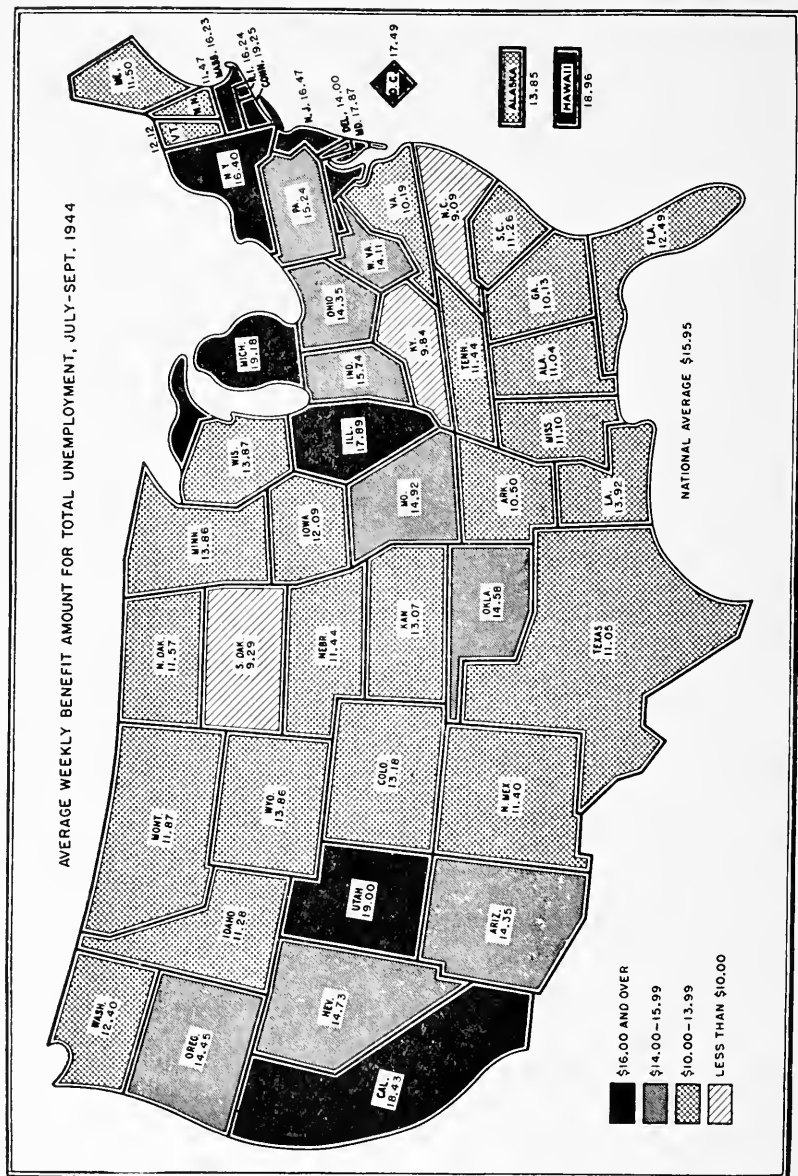 AVERAGE WEEKLY BENEFIT AMOUNT FOR TOTAL UNEMPLOYMENT, JULY-SEPT. 1944
WASH.
12.40
OREG.
14.45
CAL.
18.43
NEV.
14.73
IDAHO
11.28
MONT.
11.87
WYO.
13.86
UTAH
19.00
ARIZ.
14.35
COLO.
13.18
N. MEX
11.40
N. DAK
11.57
S. DAK
9.29
NEBR.
11.44
KAN
13.07
OKLA
14.58
TEXAS
11.05
MINN.
13.86
IOWA
12.09
MO.
14.92
ARK.
10.50
LA.
13.92
WIS.
13.87
ILL.
17.89
MICH.
19.18
IND.
15.74
OHIO
14.35
KY.
9.84
TENN.
11.44
MISS
11.10
ALA.
11.04
GA.
10.13
FLA.
12.49
S.C.
11.26
N.C.
9.09
VA.
10.19
W. VA
14.11
PA.
15.24
N Y
16.40
12.12
VT.
N.H.
11.47
ME.
11.50
MASS. 16.23
R.I. 16.24
CONN. 19.25
N.J. 16.47
DEL. 14.00
MD. 17.87
D.C.
17.49
ALASKA
13.85
HAWAII
18.96
NATIONAL AVERAGE $15.95
$16.00 AND OVER
$14.00-15.99
$10.00-13.99
LESS THAN $10.00